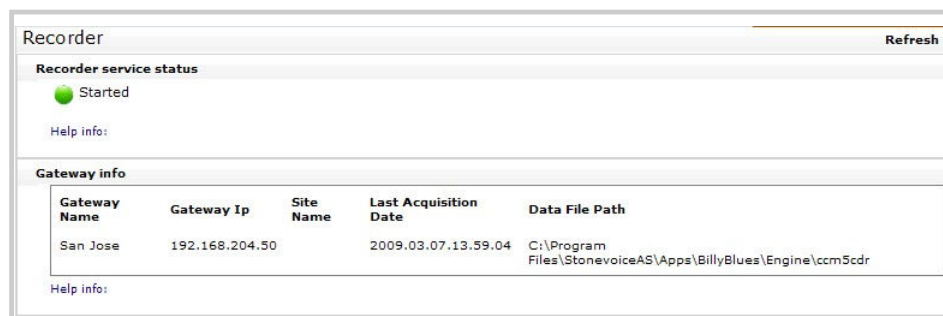 Recorder
Refresh
Recorder service status
Started
Help info:
Gateway info
Gateway Name Gateway Ip Site Name Last Acquisition Date Data File Path
San Jose 192.168.204.50 2009.03.07.13.59.04 C:\Program
Files\StonevoiceAS\Apps\BillyBlues\Engine\ccm5cdr
Help info: